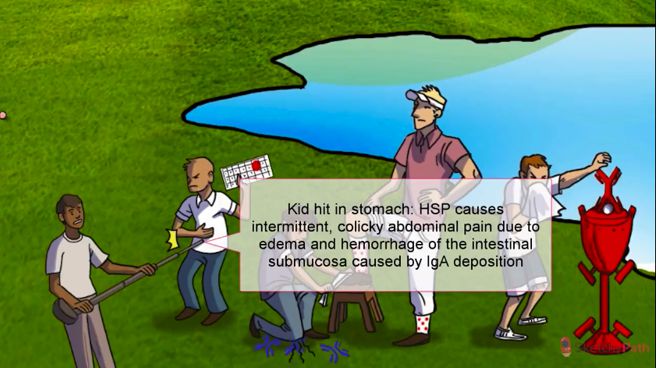 Kid hit in stomach: HSP causes
intermittent, colicky abdominal pain due to
edema and hemorrhage of the intestinal
submucosa caused by IgA deposition